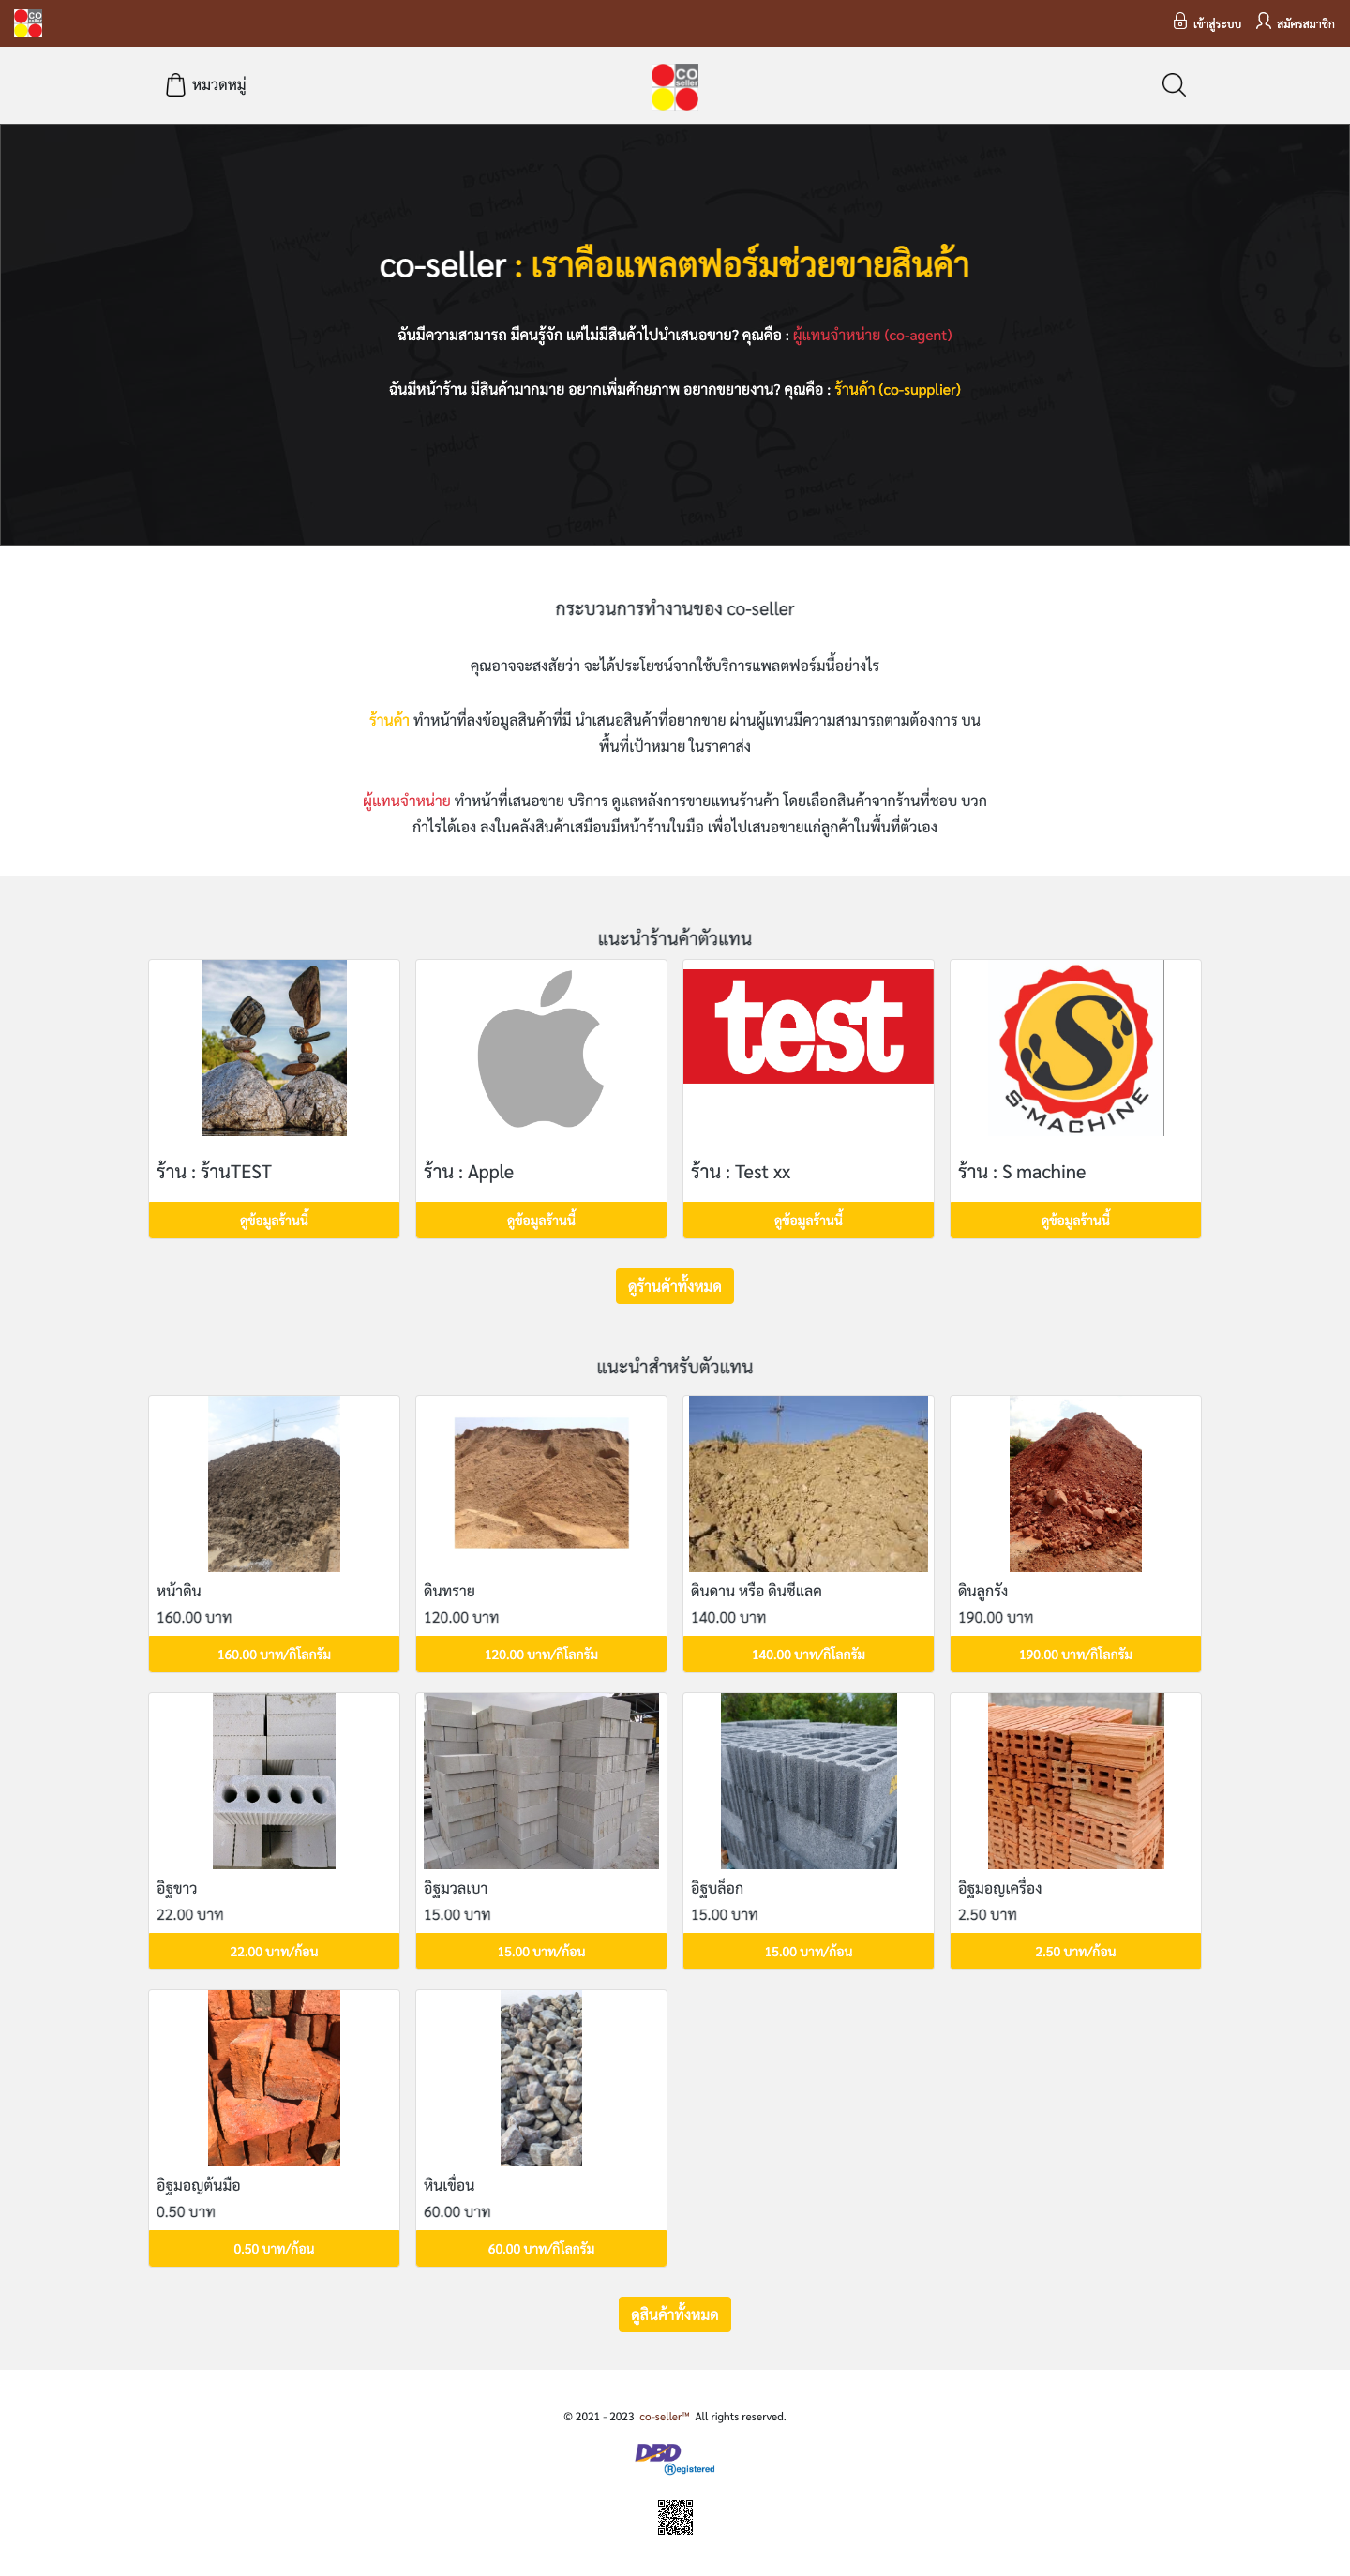 CO
seller
เข้าสู่ระบบ
สมัครสมาชิก
หมวดหมู่
CO
seller
co-seller : เราคือแพลตฟอร์มช่วยขายสินค้า
ฉันมีความสามารถ มีคนรู้จัก แต่ไม่มีสินค้าไปนำเสนอขาย? คุณคือ : ผู้แทนจำหน่าย (co-agent)
ฉันมีหน้าร้าน มีสินค้ามากมาย อยากเพิ่มศักยภาพ อยากขยายงาน? คุณคือ : ร้านค้า (co-supplier)
กระบวนการทำงานของ co-seller
คุณอาจจะสงสัยว่า จะได้ประโยชน์จากใช้บริการแพลตฟอร์มนี้อย่างไร
ร้านค้า ทำหน้าที่ลงข้อมูลสินค้าที่มี นำเสนอสินค้าที่อยากขาย ผ่านผู้แทนมีความสามารถตามต้องการ บน
พื้นที่เป้าหมาย ในราคาส่ง
ผู้แทนจำหน่าย ทำหน้าที่เสนอขาย บริการ ดูแลหลังการขายแทนร้านค้า โดยเลือกสินค้าจากร้านที่ชอบ บวก
กำไรได้เอง ลงในคลังสินค้าเสมือนมีหน้าร้านในมือ เพื่อไปเสนอขายแก่ลูกค้าในพื้นที่ตัวเอง
แนะนำร้านค้าตัวแทน
test
S
S-MACHINE
ร้าน : ร้านTEST
ร้าน : Apple
ร้าน : Test xx
ร้าน : S machine
ดูข้อมูลร้านนี้
ดูข้อมูลร้านนี้
ดูข้อมูลร้านนี้
ดูข้อมูลร้านนี้
ดูร้านค้าทั้งหมด
แนะนำสำหรับตัวแทน
หน้าดิน
160.00 บาท
160.00 บาท/กิโลกรัม
ดินทราย
120.00 บาท
120.00 บาท/กิโลกรัม
ดินดาน หรือ ดินซีแลค
140.00 บาท
140.00 บาท/กิโลกรัม
ดินลูกรัง
190.00 บาท
190.00 บาท/กิโลกรัม
อิฐขาว
22.00 บาท
22.00 บาท/ก้อน
อิฐมวลเบา
15.00 บาท
15.00 บาท/ก้อน
อิฐบล็อก
15.00 บาท
15.00 บาท/ก้อน
อิฐมอญเครื่อง
2.50 บาท
2.50 บาท/ก้อน
อิฐมอญต้นมือ
0.50 บาท
0.50 บาท/ก้อน
หินเขื่อน
60.00 บาท
60.00 บาท/กิโลกรัม
ดูสินค้าทั้งหมด
© 2021 - 2023 co-seller™ All rights reserved.
DBD
Registered